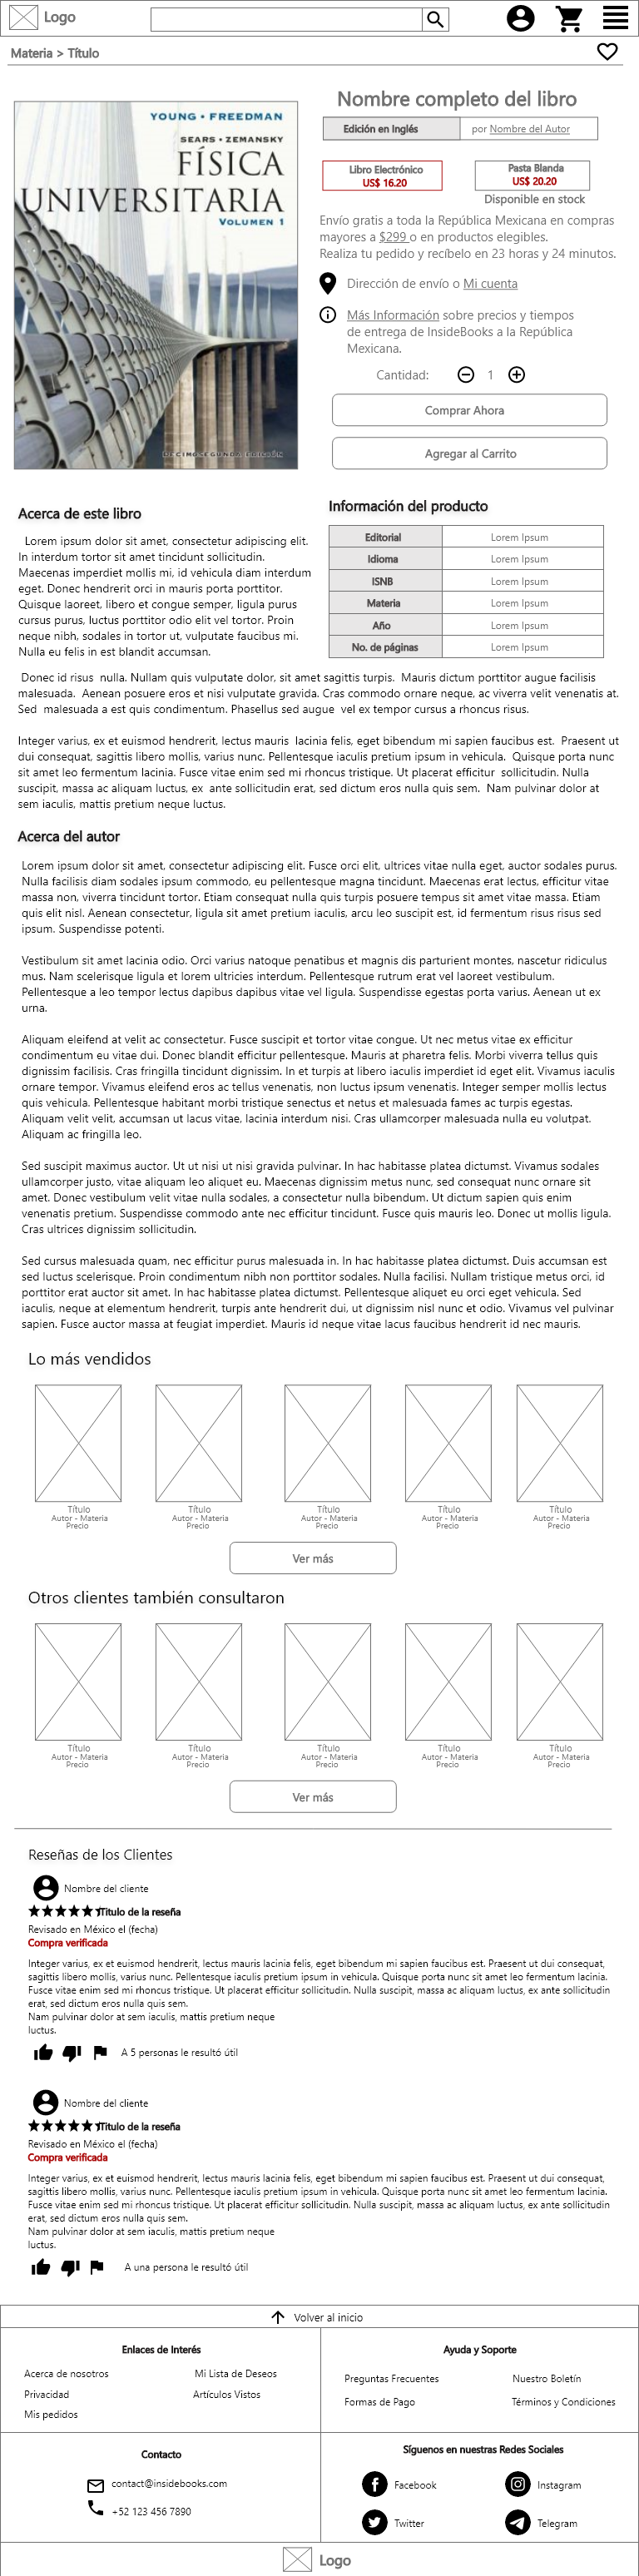 Logo
Materia > Título
YOUNG • FREEDMAN
SEARS • ZEMANSKY
FÍSICA
UNIVERSITARIA
VOLUMEN 1
DECIMOSEGUNDA EDICIÓN
Nombre completo del libro
Edición en Inglés
por Nombre del Autor
Libro Electrónico
US$ 16.20
Pasta Blanda
US$ 20.20
Disponible en stock
Envío gratis a toda la República Mexicana en compras
mayores a $299 o en productos elegibles.
Realiza tu pedido y recíbelo en 23 horas y 24 minutos.
Dirección de envío o Mi cuenta
Más Información sobre precios y tiempos
de entrega de InsideBooks a la República
Mexicana.
Cantidad: 1
Comprar Ahora
Agregar al Carrito
Acerca de este libro
Lorem ipsum dolor sit amet, consectetur adipiscing elit.
In interdum tortor sit amet tincidunt sollicitudin.
Maecenas imperdiet mollis mi, id vehicula diam interdum
eget. Donec hendrerit orci in mauris porta porttitor.
Quisque laoreet, libero et congue semper, ligula purus
cursus purus, luctus porttitor odio elit vel tortor. Proin
neque nibh, sodales in tortor ut, vulputate faucibus mi.
Nulla eu felis in est blandit accumsan.
Información del producto
Editorial Lorem Ipsum
Idioma Lorem Ipsum
ISNB Lorem Ipsum
Materia Lorem Ipsum
Año Lorem Ipsum
No. de páginas Lorem Ipsum
Donec id risus nulla. Nullam quis vulputate dolor, sit amet sagittis turpis. Mauris dictum porttitor augue facilisis
malesuada. Aenean posuere eros et nisi vulputate gravida. Cras commodo ornare neque, ac viverra velit venenatis at.
Sed malesuada a est quis condimentum. Phasellus sed augue vel ex tempor cursus a rhoncus risus.
Integer varius, ex et euismod hendrerit, lectus mauris lacinia felis, eget bibendum mi sapien faucibus est. Praesent ut
dui consequat, sagittis libero mollis, varius nunc. Pellentesque iaculis pretium ipsum in vehicula. Quisque porta nunc
sit amet leo fermentum lacinia. Fusce vitae enim sed mi rhoncus tristique. Ut placerat efficitur sollicitudin. Nulla
suscipit, massa ac aliquam luctus, ex ante sollicitudin erat, sed dictum eros nulla quis sem. Nam pulvinar dolor at
sem iaculis, mattis pretium neque luctus.
Acerca del autor
Lorem ipsum dolor sit amet, consectetur adipiscing elit. Fusce orci elit, ultrices vitae nulla eget, auctor sodales purus.
Nulla facilisis diam sodales ipsum commodo, eu pellentesque magna tincidunt. Maecenas erat lectus, efficitur vitae
massa non, viverra tincidunt tortor. Etiam consequat nulla quis turpis posuere tempus sit amet vitae massa. Etiam
quis elit nisl. Aenean consectetur, ligula sit amet pretium iaculis, arcu leo suscipit est, id fermentum risus risus sed
ipsum. Suspendisse potenti.
Vestibulum sit amet lacinia odio. Orci varius natoque penatibus et magnis dis parturient montes, nascetur ridiculus
mus. Nam scelerisque ligula et lorem ultricies interdum. Pellentesque rutrum erat vel laoreet vestibulum.
Pellentesque a leo tempor lectus dapibus dapibus vitae vel ligula. Suspendisse egestas porta varius. Aenean ut ex
urna.
Aliquam eleifend at velit ac consectetur. Fusce suscipit et tortor vitae congue. Ut nec metus vitae ex efficitur
condimentum eu vitae dui. Donec blandit efficitur pellentesque. Mauris at pharetra felis. Morbi viverra tellus quis
dignissim facilisis. Cras fringilla tincidunt dignissim. In et turpis at libero iaculis imperdiet id eget elit. Vivamus iaculis
ornare tempor. Vivamus eleifend eros ac tellus venenatis, non luctus ipsum venenatis. Integer semper mollis lectus
quis vehicula. Pellentesque habitant morbi tristique senectus et netus et malesuada fames ac turpis egestas.
Aliquam velit velit, accumsan ut lacus vitae, lacinia interdum nisi. Cras ullamcorper malesuada nulla eu volutpat.
Aliquam ac fringilla leo.
Sed suscipit maximus auctor. Ut ut nisi ut nisi gravida pulvinar. In hac habitasse platea dictumst. Vivamus sodales
ullamcorper justo, vitae aliquam leo aliquet eu. Maecenas dignissim metus nunc, sed consequat nunc ornare sit
amet. Donec vestibulum velit vitae nulla sodales, a consectetur nulla bibendum. Ut dictum sapien quis enim
venenatis pretium. Suspendisse commodo ante nec efficitur tincidunt. Fusce quis mauris leo. Donec ut mollis ligula.
Cras ultrices dignissim sollicitudin.
Sed cursus malesuada quam, nec efficitur purus malesuada in. In hac habitasse platea dictumst. Duis accumsan est
sed luctus scelerisque. Proin condimentum nibh non porttitor sodales. Nulla facilisi. Nullam tristique metus orci, id
porttitor erat auctor sit amet. In hac habitasse platea dictumst. Pellentesque aliquet eu orci eget vehicula. Sed
iaculis, neque at elementum hendrerit, turpis ante hendrerit dui, ut dignissim nisl nunc et odio. Vivamus vel pulvinar
sapien. Fusce auctor massa at feugiat imperdiet. Mauris id neque vitae lacus faucibus hendrerit id nec mauris.
Lo más vendidos
Título Título Título Título Título
Autor - Materia Autor - Materia Autor - Materia Autor - Materia Autor - Materia
Precio Precio Precio Precio Precio
Ver más
Otros clientes también consultaron
Título Título Título Título Título
Autor - Materia Autor - Materia Autor - Materia Autor - Materia Autor - Materia
Precio Precio Precio Precio Precio
Ver más
Reseñas de los Clientes
Nombre del cliente
Título de la reseña
Revisado en México el (fecha)
Compra verificada
Integer varius, ex et euismod hendrerit, lectus mauris lacinia felis, eget bibendum mi sapien faucibus est. Praesent ut dui consequat,
sagittis libero mollis, varius nunc. Pellentesque iaculis pretium ipsum in vehicula. Quisque porta nunc sit amet leo fermentum lacinia.
Fusce vitae enim sed mi rhoncus tristique. Ut placerat efficitur sollicitudin. Nulla suscipit, massa ac aliquam luctus, ex ante sollicitudin
erat, sed dictum eros nulla quis sem.
Nam pulvinar dolor at sem iaculis, mattis pretium neque
luctus.
A 5 personas le resultó útil
Nombre del cliente
Título de la reseña
Revisado en México el (fecha)
Compra verificada
Integer varius, ex et euismod hendrerit, lectus mauris lacinia felis, eget bibendum mi sapien faucibus est. Praesent ut dui consequat,
sagittis libero mollis, varius nunc. Pellentesque iaculis pretium ipsum in vehicula. Quisque porta nunc sit amet leo fermentum lacinia.
Fusce vitae enim sed mi rhoncus tristique. Ut placerat efficitur sollicitudin. Nulla suscipit, massa ac aliquam luctus, ex ante sollicitudin
erat, sed dictum eros nulla quis sem.
Nam pulvinar dolor at sem iaculis, mattis pretium neque
luctus.
A una persona le resultó útil
Volver al inicio
Enlaces de Interés
Acerca de nosotros Mi Lista de Deseos
Privacidad Artículos Vistos
Mis pedidos
Ayuda y Soporte
Preguntas Frecuentes Nuestro Boletín
Formas de Pago Términos y Condiciones
Contacto
contact@insidebooks.com
+52 123 456 7890
Síguenos en nuestras Redes Sociales
Facebook Instagram
Twitter Telegram
Logo